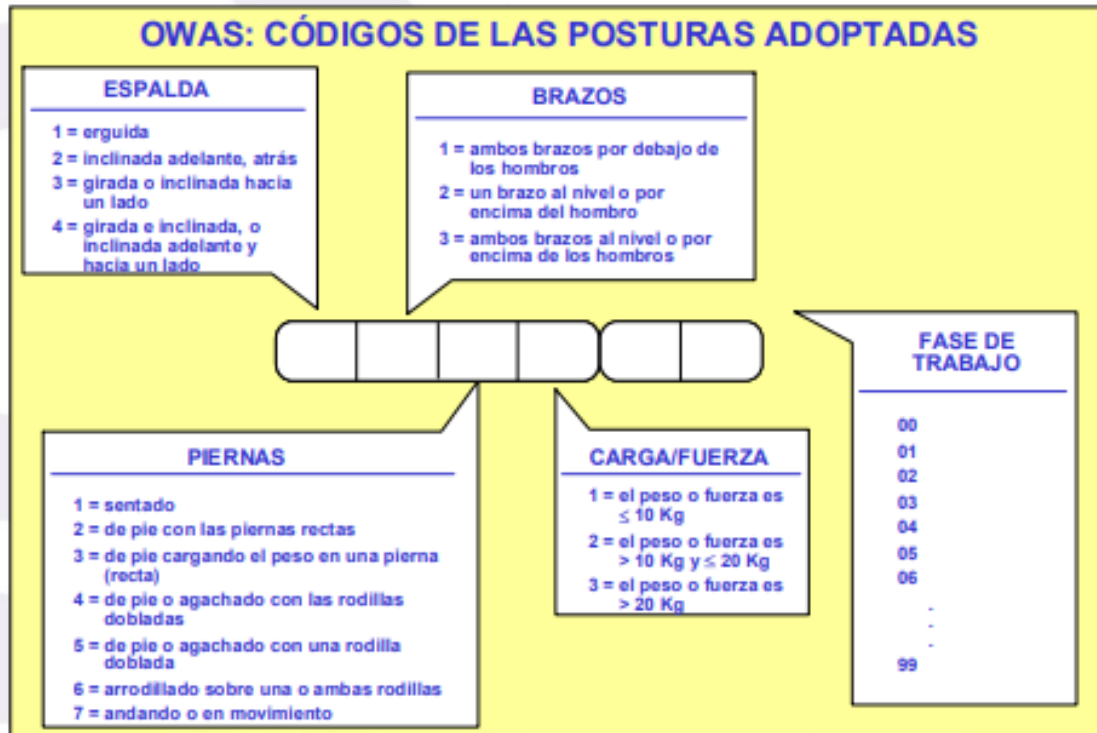 OWAS: CÓDIGOS DE LAS POSTURAS ADOPTADAS
ESPALDA
1 = erguida
2 = inclinada adelante, atrás
3 = girada o inclinada hacia
un lado
4 = girada e inclinada, o
inclinada adelante y
hacia un lado
BRAZOS
1 = ambos brazos por debajo de
los hombros
2 = un brazo al nivel o por
encima del hombro
3 = ambos brazos al nivel o por
encima de los hombros
FASE DE
TRABAJO
00
01
02
03
04
05
06
.
.
.
99
PIERNAS
1 = sentado
2 = de pie con las piernas rectas
3 = de pie cargando el peso en una pierna
(recta)
4 = de pie o agachado con las rodillas
dobladas
5 = de pie o agachado con una rodilla
doblada
6 = arrodillado sobre una o ambas rodillas
7 = andando o en movimiento
CARGA/FUERZA
1 = el peso o fuerza es
≤ 10 Kg
2 = el peso o fuerza es
> 10 Kg y ≤ 20 Kg
3 = el peso o fuerza es
> 20 Kg